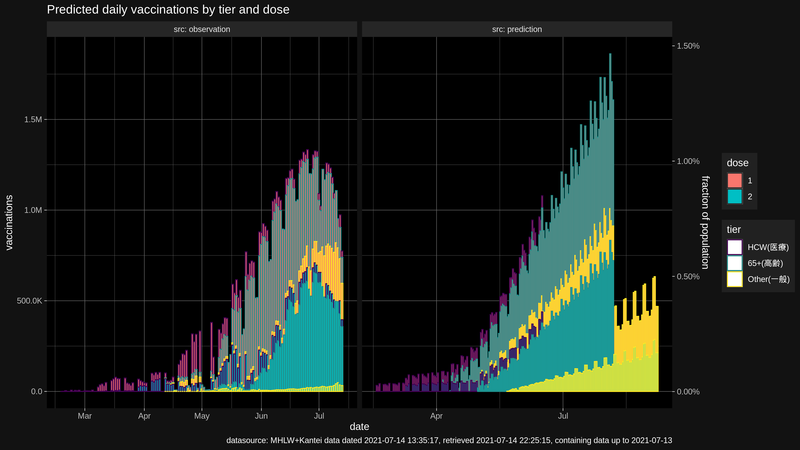 Predicted daily vaccinations by tier and dose
src: observation
src: prediction
1.50%
1.5M
1.00%
1.0M
0.50%
500.0K
0.00%
0.0
vaccinations
fracion of population
Mar
Apr
May
Jun
Jul
Apr
Jul
date
dose
1
2
tier
HCW(医療)
65+(高齢)
Other(一般)
datasource: MHLW+Kantei data dated 2021-07-14 13:35:17, retrieved 2021-07-14 22:25:15, containing data up to 2021-07-13